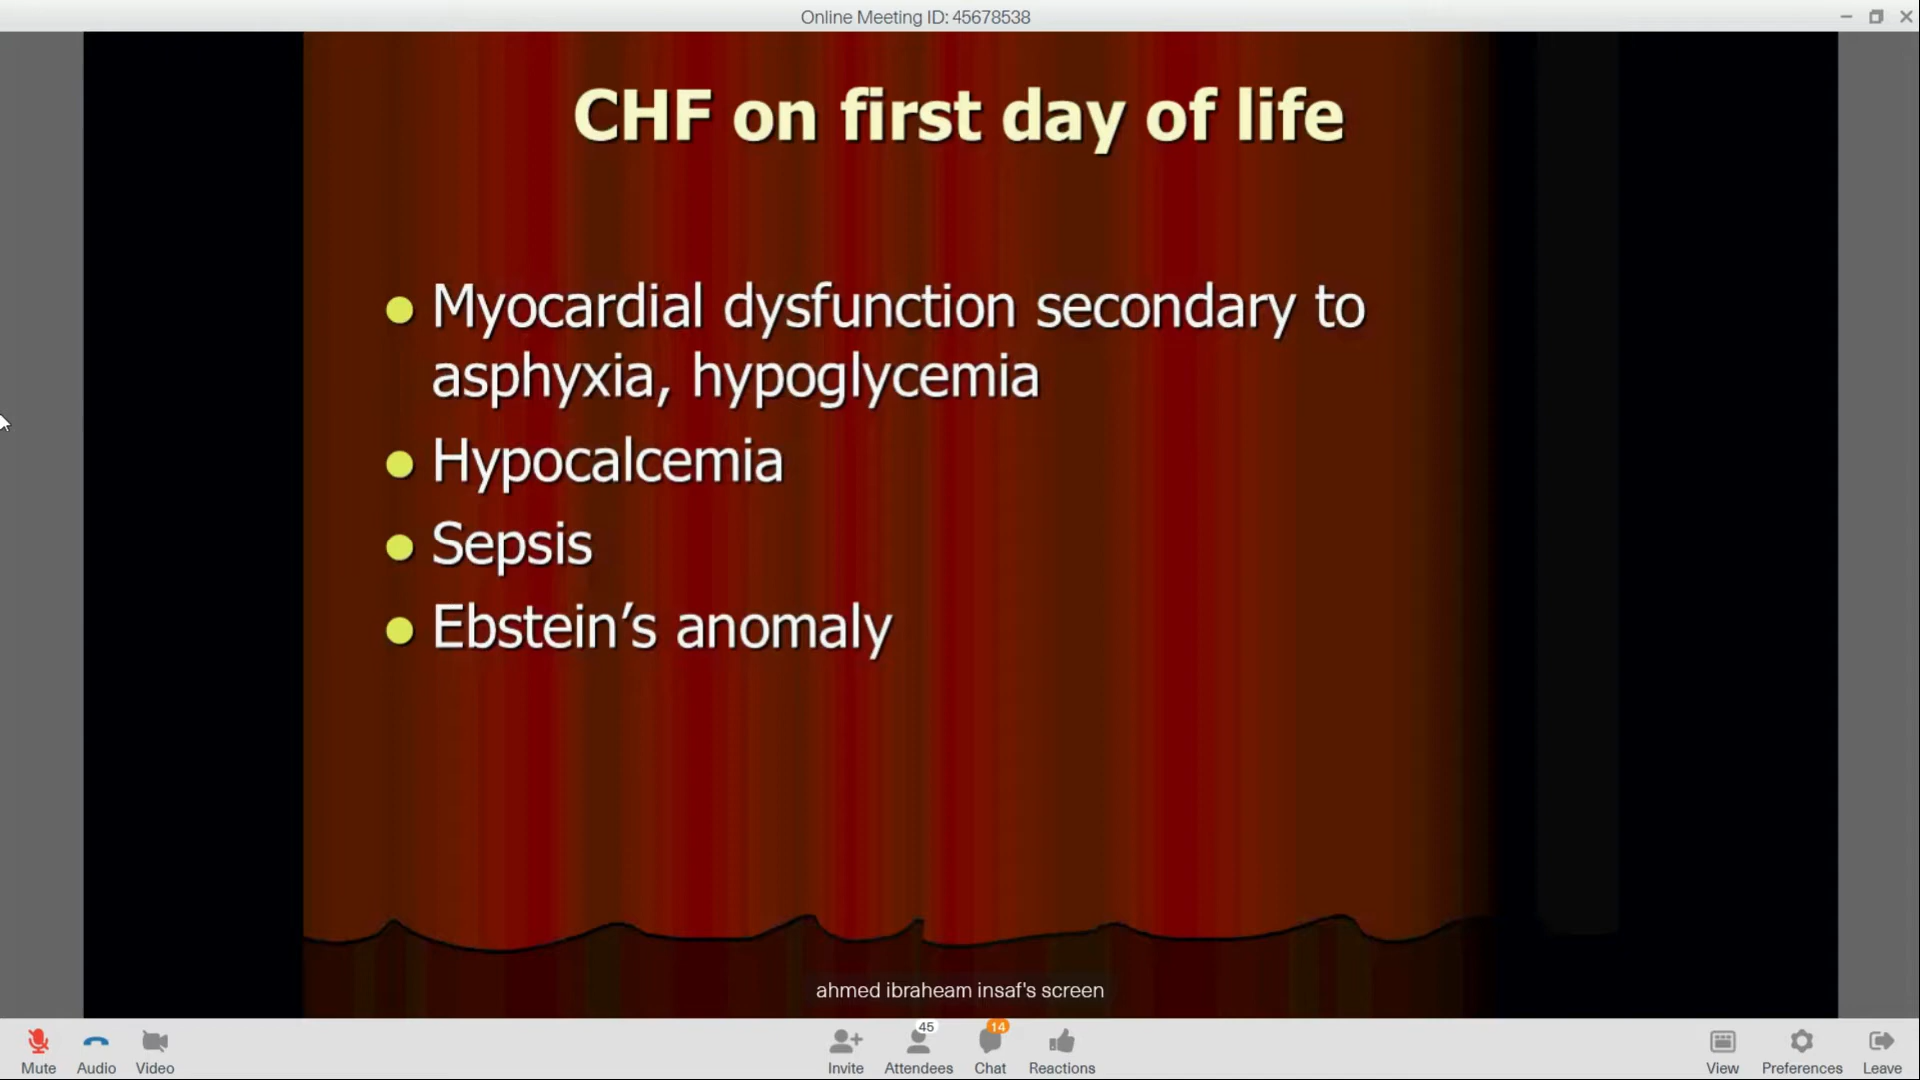 Online Meeting ID: 45678538
CHF on first day of life
Myocardial dysfunction secondary to
asphyxia, hypoglycemia
Hypocalcemia
Sepsis
Ebstein’s anomaly
ahmed ibraheam insaf's screen
45
14
Mute Audio Video Invite Attendees Chat Reactions View Preferences Leave